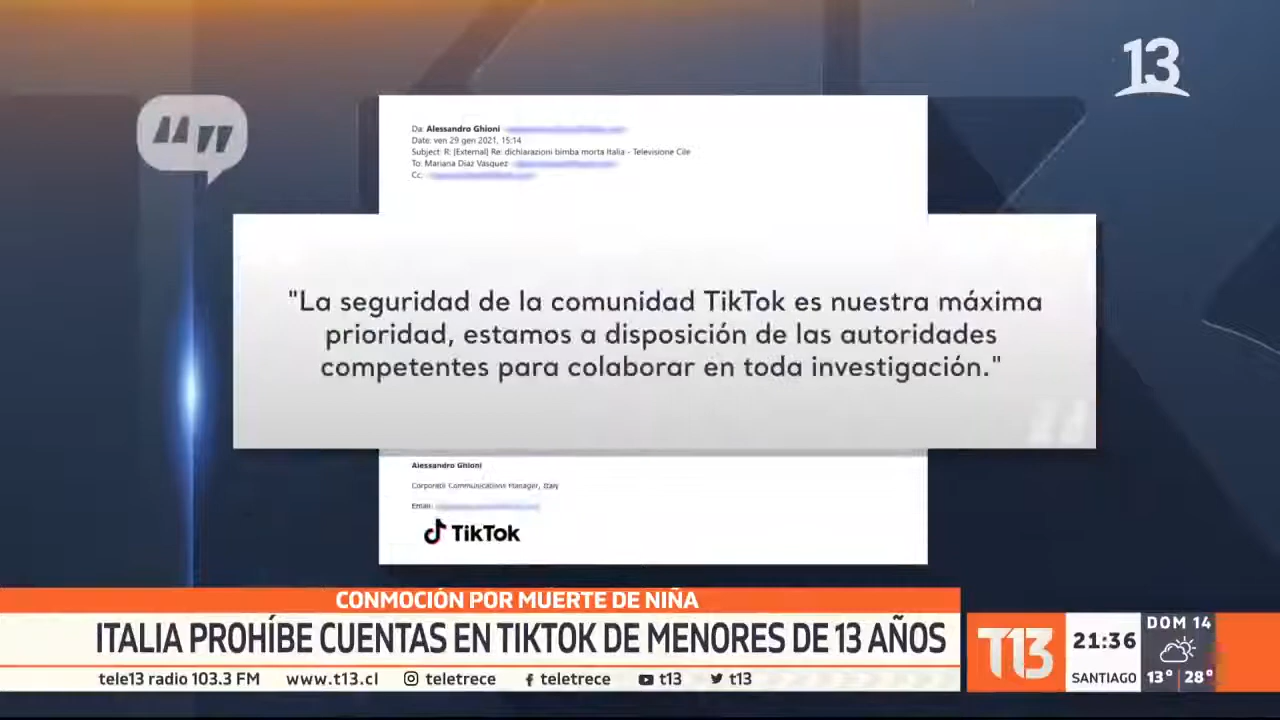 13
Da: Alessandro Ghioni
Date: ven 29 gen 2021, 15:14
Subject: R: [External] Re: dichiarazioni bimba morta Italia - Televisione Cile
To: Mariana Diaz Vasquez
Cc:
"La seguridad de la comunidad TikTok es nuestra máxima
prioridad, estamos a disposición de las autoridades
competentes para colaborar en toda investigación."
Alessandro Ghioni
Corporate Communications Manager, Italy
Email:
TikTok
CONMOCIÓN POR MUERTE DE NIÑA
ITALIA PROHÍBE CUENTAS EN TIKTOK DE MENORES DE 13 AÑOS
tele13 radio 103.3 FM www.t13.cl teletrece teletrece t13 t13
T13
21:36
SANTIAGO
DOM 14
13° 28°